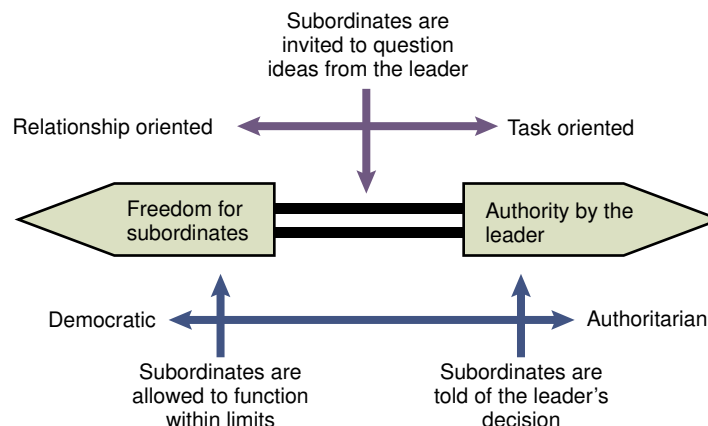 Subordinates are
invited to question
ideas from the leader
Relationship oriented
Task oriented
Freedom for
subordinates
Authority by the
leader
Democratic
Authoritarian
Subordinates are
allowed to function
within limits
Subordinates are
told of the leader's
decision